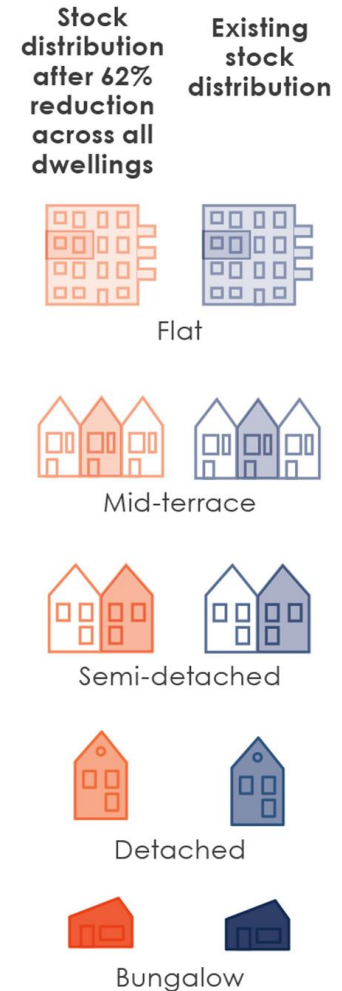 Stock
distribution
after 62%
reduction
across all
dwellings
Existing
stock
distribution
Flat
Mid-terrace
Semi-detached
Detached
Bungalow